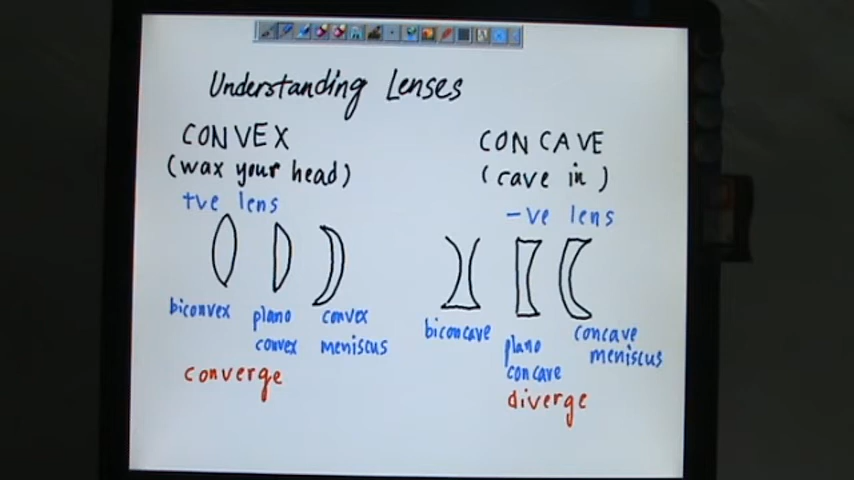 Understanding Lenses
CONVEX
(wax your head)
+ve lens
biconvex
plano
convex
convex
meniscus
converge
CONCAVE
(cave in)
-ve lens
biconcave
plano
concave
concave
meniscus
diverge